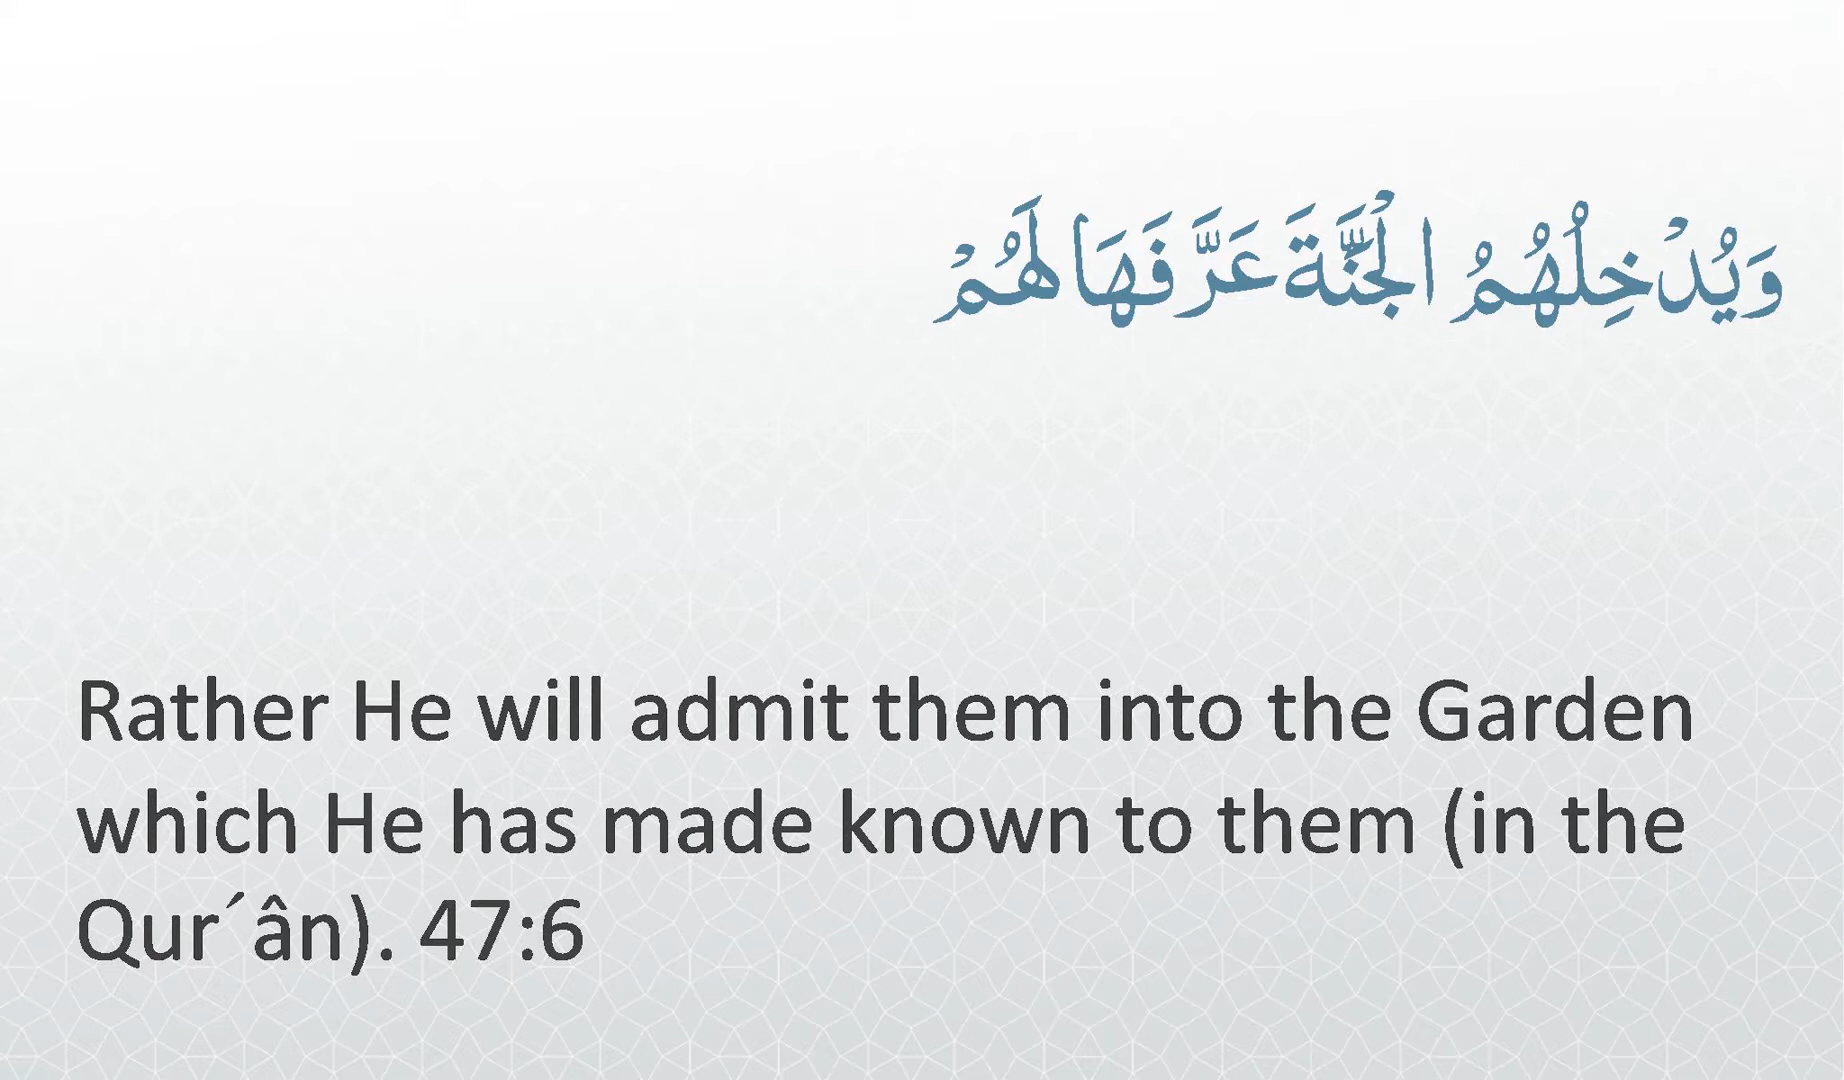 وَيُدْخِلُهُمُ الْجَنَّةَ عَرَّفَهَا لَهُمْ
Rather He will admit them into the Garden
which He has made known to them (in the
Qur´ân). 47:6